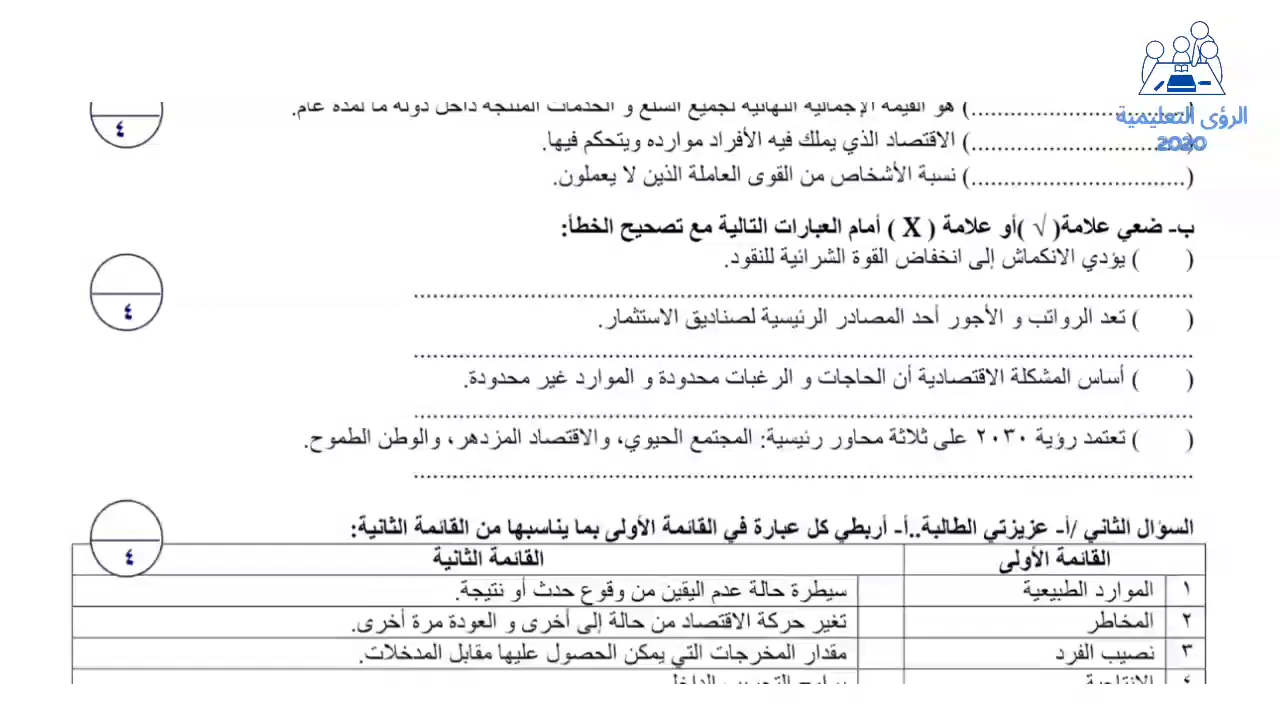 الرؤى التعليمية
2020
...............................) هو القيمة الإجمالية النهائية لجميع السلع و الخدمات المنتجة داخل دولة ما لمدة عام.
(................................) الاقتصاد الذي يملك فيه الأفراد موارده ويتحكم فيها.
(.................................) نسبة الأشخاص من القوى العاملة الذين لا يعملون.
٤
ب- ضعي علامة( √ )أو علامة ( X ) أمام العبارات التالية مع تصحيح الخطأ:
( ) يؤدي الانكماش إلى انخفاض القوة الشرائية للنقود.
................................................................................
( ) تعد الرواتب و الأجور أحد المصادر الرئيسية لصناديق الاستثمار.
................................................................................
( ) أساس المشكلة الاقتصادية أن الحاجات و الرغبات محدودة و الموارد غير محدودة.
................................................................................
( ) تعتمد رؤية ٢٠٣٠ على ثلاثة محاور رئيسية: المجتمع الحيوي، والاقتصاد المزدهر، والوطن الطموح.
................................................................................
٤
السؤال الثاني /أ- عزيزتي الطالبة..أ- أربطي كل عبارة في القائمة الأولى بما يناسبها من القائمة الثانية:
٤
القائمة الأولى القائمة الثانية
١ الموارد الطبيعية سيطرة حالة عدم اليقين من وقوع حدث أو نتيجة.
٢ المخاطر تغير حركة الاقتصاد من حالة إلى أخرى و العودة مرة أخرى.
٣ نصيب الفرد مقدار المخرجات التي يمكن الحصول عليها مقابل المدخلات.
٤ الإنتاجية